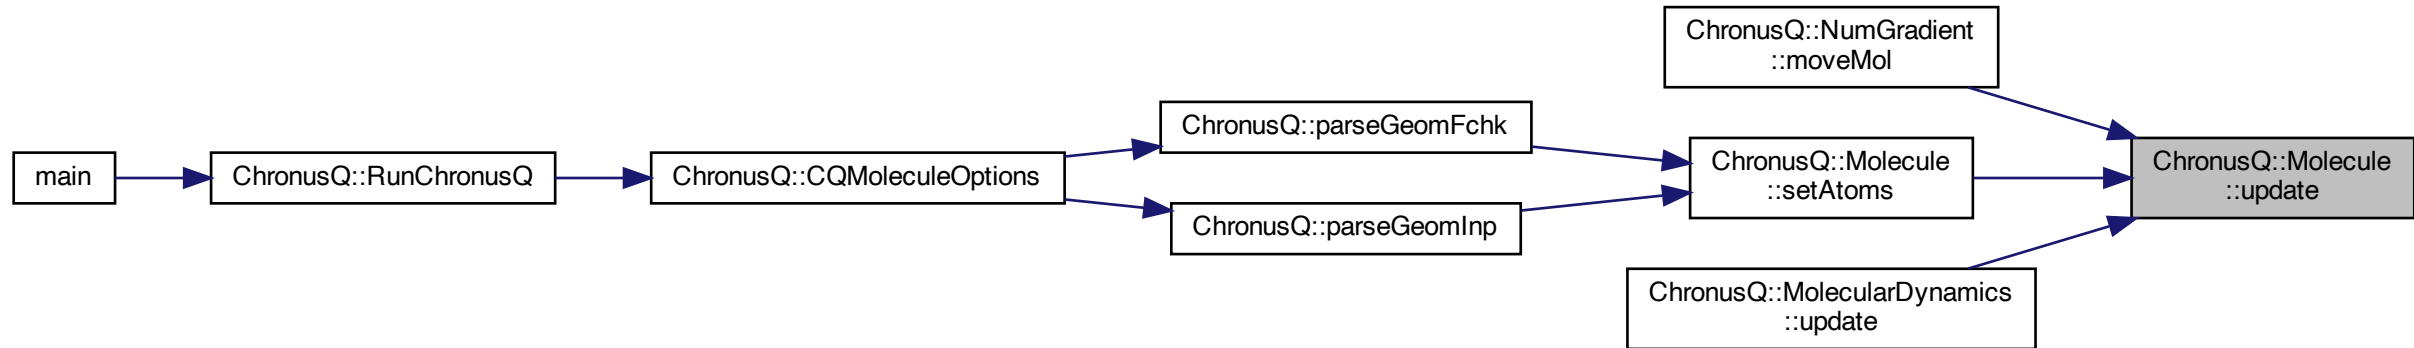 main
ChronusQ::RunChronusQ
ChronusQ::CQMoleculeOptions
ChronusQ::parseGeomFchk
ChronusQ::parseGeomInp
ChronusQ::NumGradient
::moveMol
ChronusQ::Molecule
::setAtoms
ChronusQ::MolecularDynamics
::update
ChronusQ::Molecule
::update